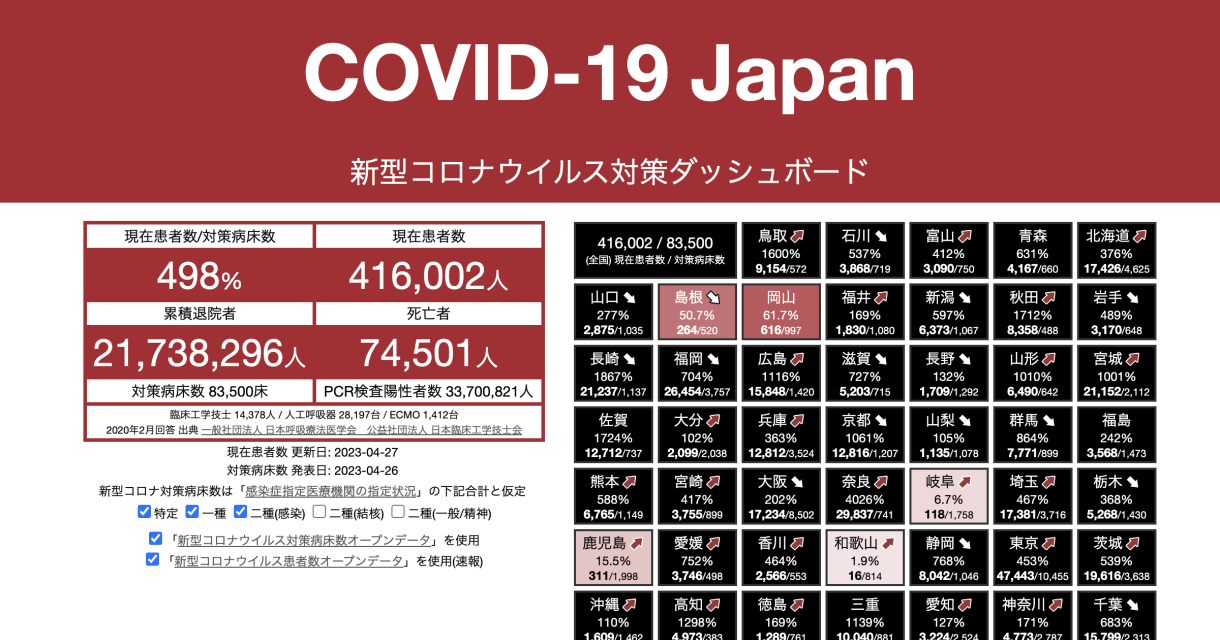 COVID-19 Japan
新型コロナウイルス対策ダッシュボード
現在患者数/対策病床数
現在患者数
498%
416,002人
累積退院者
死亡者
21,738,296人
74,501人
対策病床数 83,500床
PCR検査陽性者数 33,700,821人
臨床工学技士 14,378人 / 人工呼吸器 28,197台 / ECMO 1,412台
2020年2月回答 出典 一般社団法人 日本呼吸療法医学会 公益社団法人 日本臨床工学技士会
現在患者数 更新日: 2023-04-27
対策病床数 発表日: 2023-04-26
新型コロナ対策病床数は「感染症指定医療機関の指定状況」の下記合計と仮定
特定 一種 二種(感染) 二種(結核) 二種(一般/精神)
「新型コロナウイルス対策病床数オープンデータ」を使用
「新型コロナウイルス患者数オープンデータ」を使用(速報)
416,002 / 83,500
(全国) 現在患者数 / 対策病床数
鳥取
1600%
9,154/572
石川
537%
3,868/719
富山
412%
3,090/750
青森
631%
4,167/660
北海道
376%
17,426/4,625
山口
277%
2,875/1,035
島根
50.7%
264/520
岡山
61.7%
616/997
福井
169%
1,830/1,080
新潟
597%
6,373/1,067
秋田
1712%
8,358/488
岩手
489%
3,170/648
長崎
1867%
21,237/1,137
福岡
704%
26,454/3,757
広島
1116%
15,848/1,420
滋賀
727%
5,203/715
長野
132%
1,709/1,292
山形
1010%
6,490/642
宮城
1001%
21,152/2,112
佐賀
1724%
12,712/737
大分
102%
2,099/2,038
兵庫
363%
12,812/3,524
京都
1061%
12,816/1,207
山梨
105%
1,135/1,078
群馬
864%
7,771/899
福島
242%
3,568/1,473
熊本
588%
6,765/1,149
宮崎
417%
3,755/899
大阪
202%
17,234/8,502
奈良
4026%
29,837/741
岐阜
6.7%
118/1,758
埼玉
467%
17,381/3,716
栃木
368%
5,268/1,430
鹿児島
15.5%
311/1,998
愛媛
752%
3,746/498
香川
464%
2,566/553
和歌山
1.9%
16/814
静岡
768%
8,042/1,046
東京
453%
47,443/10,455
茨城
539%
19,616/3,638
沖縄
110%
1,609/1,462
高知
1298%
4,973/383
徳島
169%
1,289/761
三重
1139%
10,040/881
愛知
127%
3,224/2,524
神奈川
171%
4,773/2,787
千葉
683%
15,799/2,313